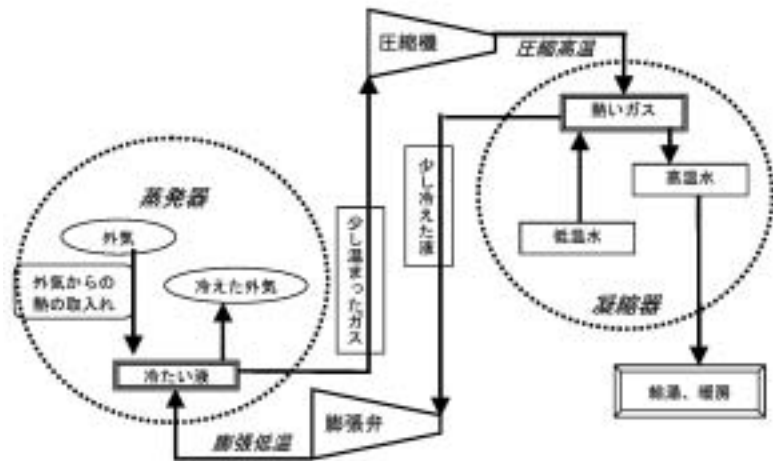 圧縮機
圧縮高温
熱いガス
高温水
低温水
凝縮器
給湯、暖房
少し冷えた液
少し温まったガス
蒸発器
外気
外気からの
熱の取入れ
冷えた外気
冷たい液
膨張弁
膨張低温